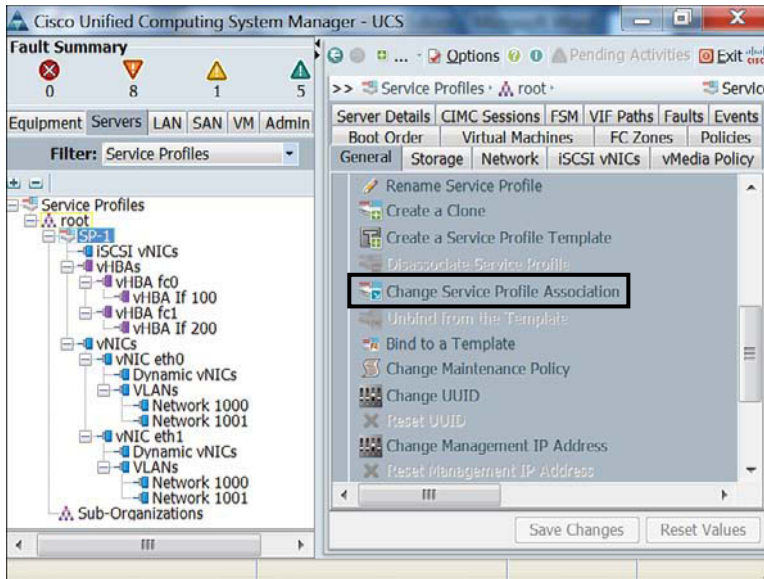 Cisco Unified Computing System Manager - UCS
Fault Summary
0 8 1 5
Equipment Servers LAN SAN VM Admin
Filter: Service Profiles
Service Profiles
root
SP-1
iSCSI vNICs
vHBAs
vHBA fc0
vHBA If 100
vHBA fc1
vHBA If 200
vNICs
vNIC eth0
Dynamic vNICs
VLANs
Network 1000
Network 1001
vNIC eth1
Dynamic vNICs
VLANs
Network 1000
Network 1001
Sub-Organizations
... Options Pending Activities Exit
>> Service Profiles root Servic
Server Details CIMC Sessions FSM VIF Paths Faults Events
Boot Order Virtual Machines FC Zones Policies
General Storage Network iSCSI vNICs vMedia Policy
Rename Service Profile
Create a Clone
Create a Service Profile Template
Disassociate Service Profile
Change Service Profile Association
Unbind from the Template
Bind to a Template
Change Maintenance Policy
Change UUID
Reset UUID
Change Management IP Address
Reset Management IP Address
Save Changes Reset Values